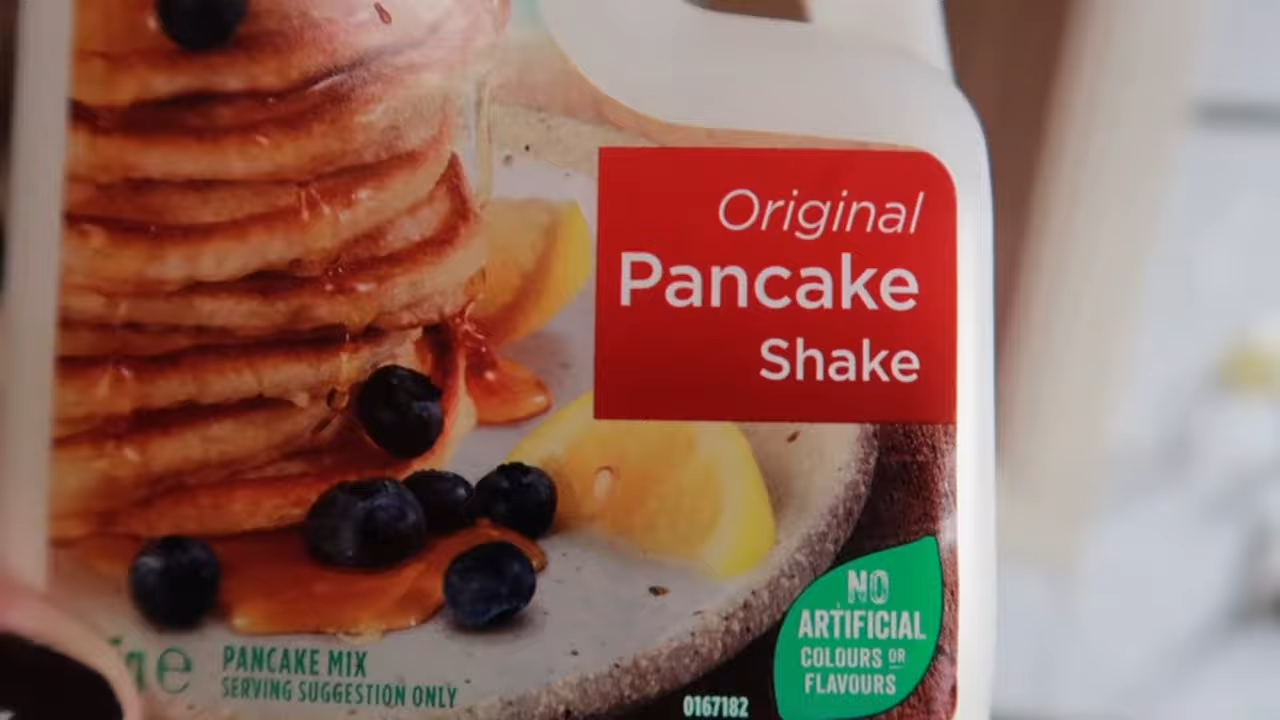 Original
Pancake
Shake
NO
ARTIFICIAL
COLOURS OR
FLAVOURS
PANCAKE MIX
SERVING SUGGESTION ONLY
0167182